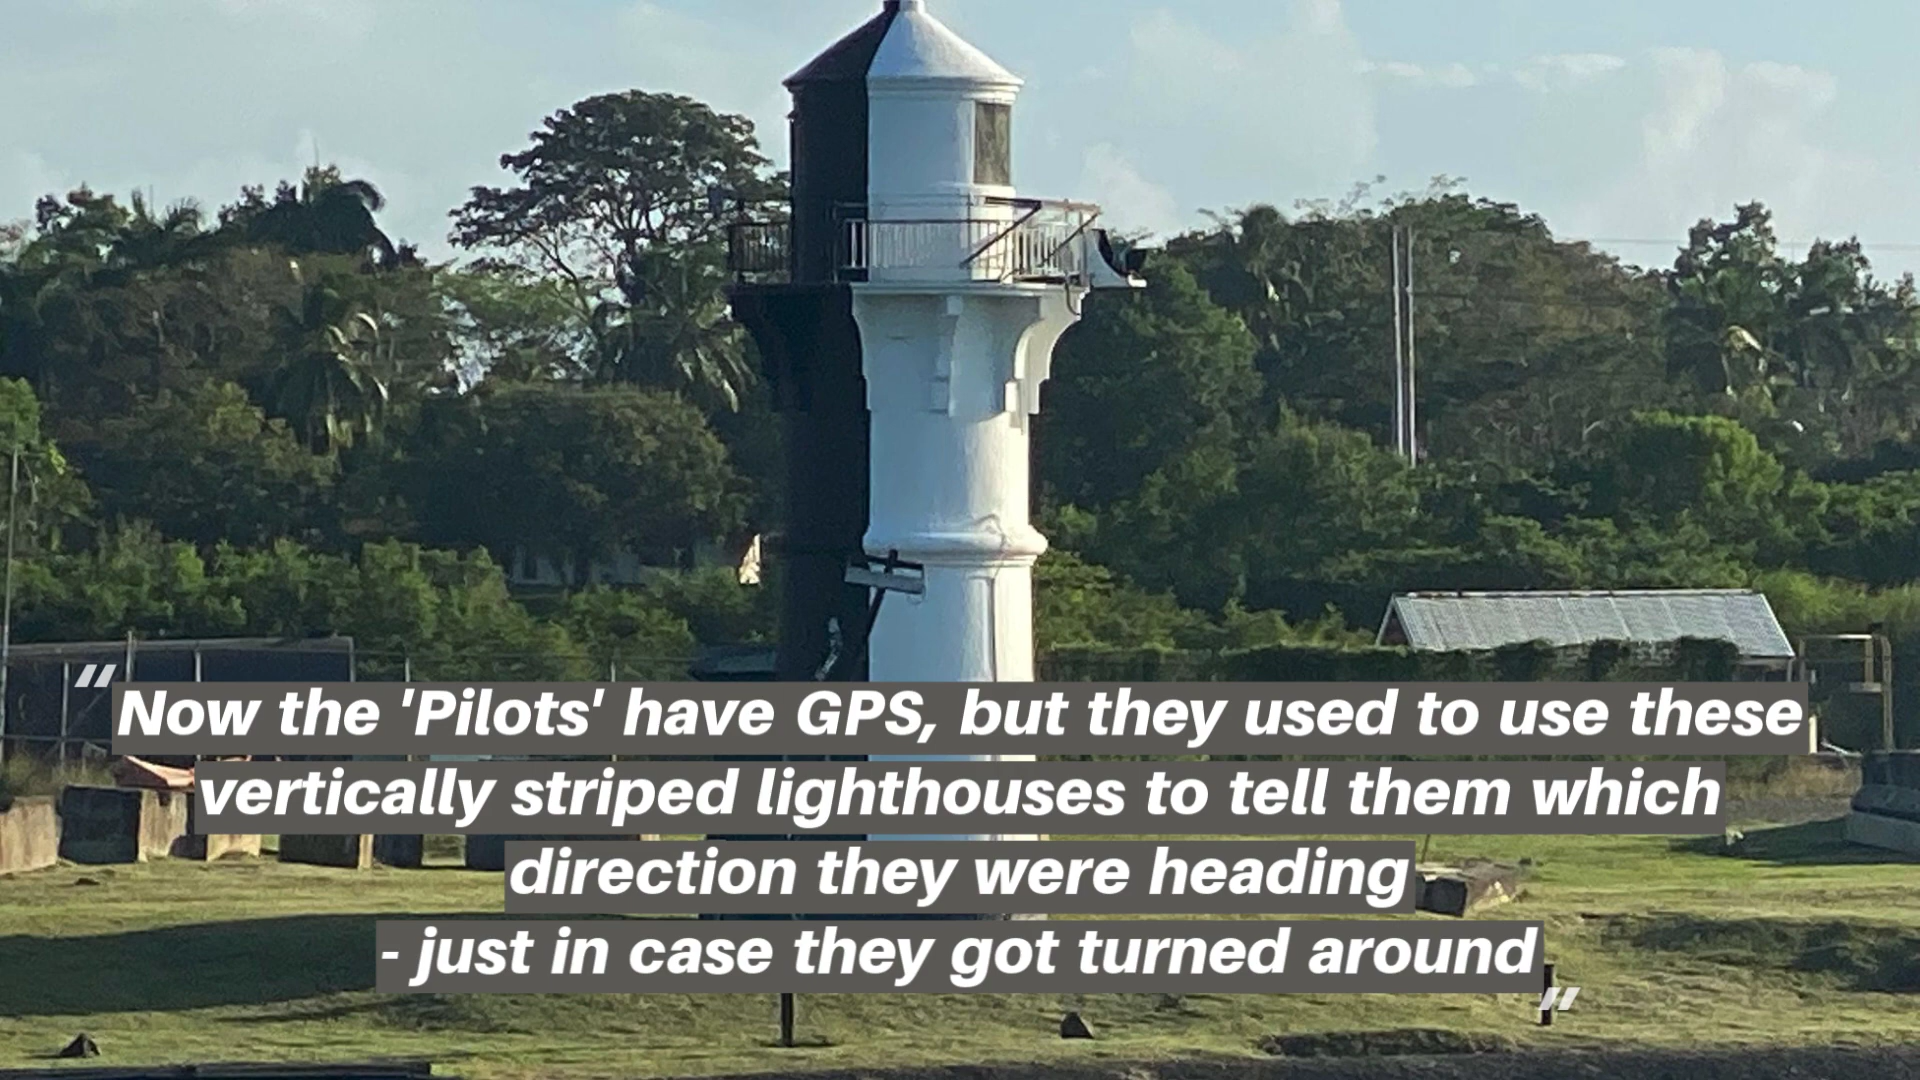 "Now the 'Pilots' have GPS, but they used to use these
vertically striped lighthouses to tell them which
direction they were heading
- just in case they got turned around"